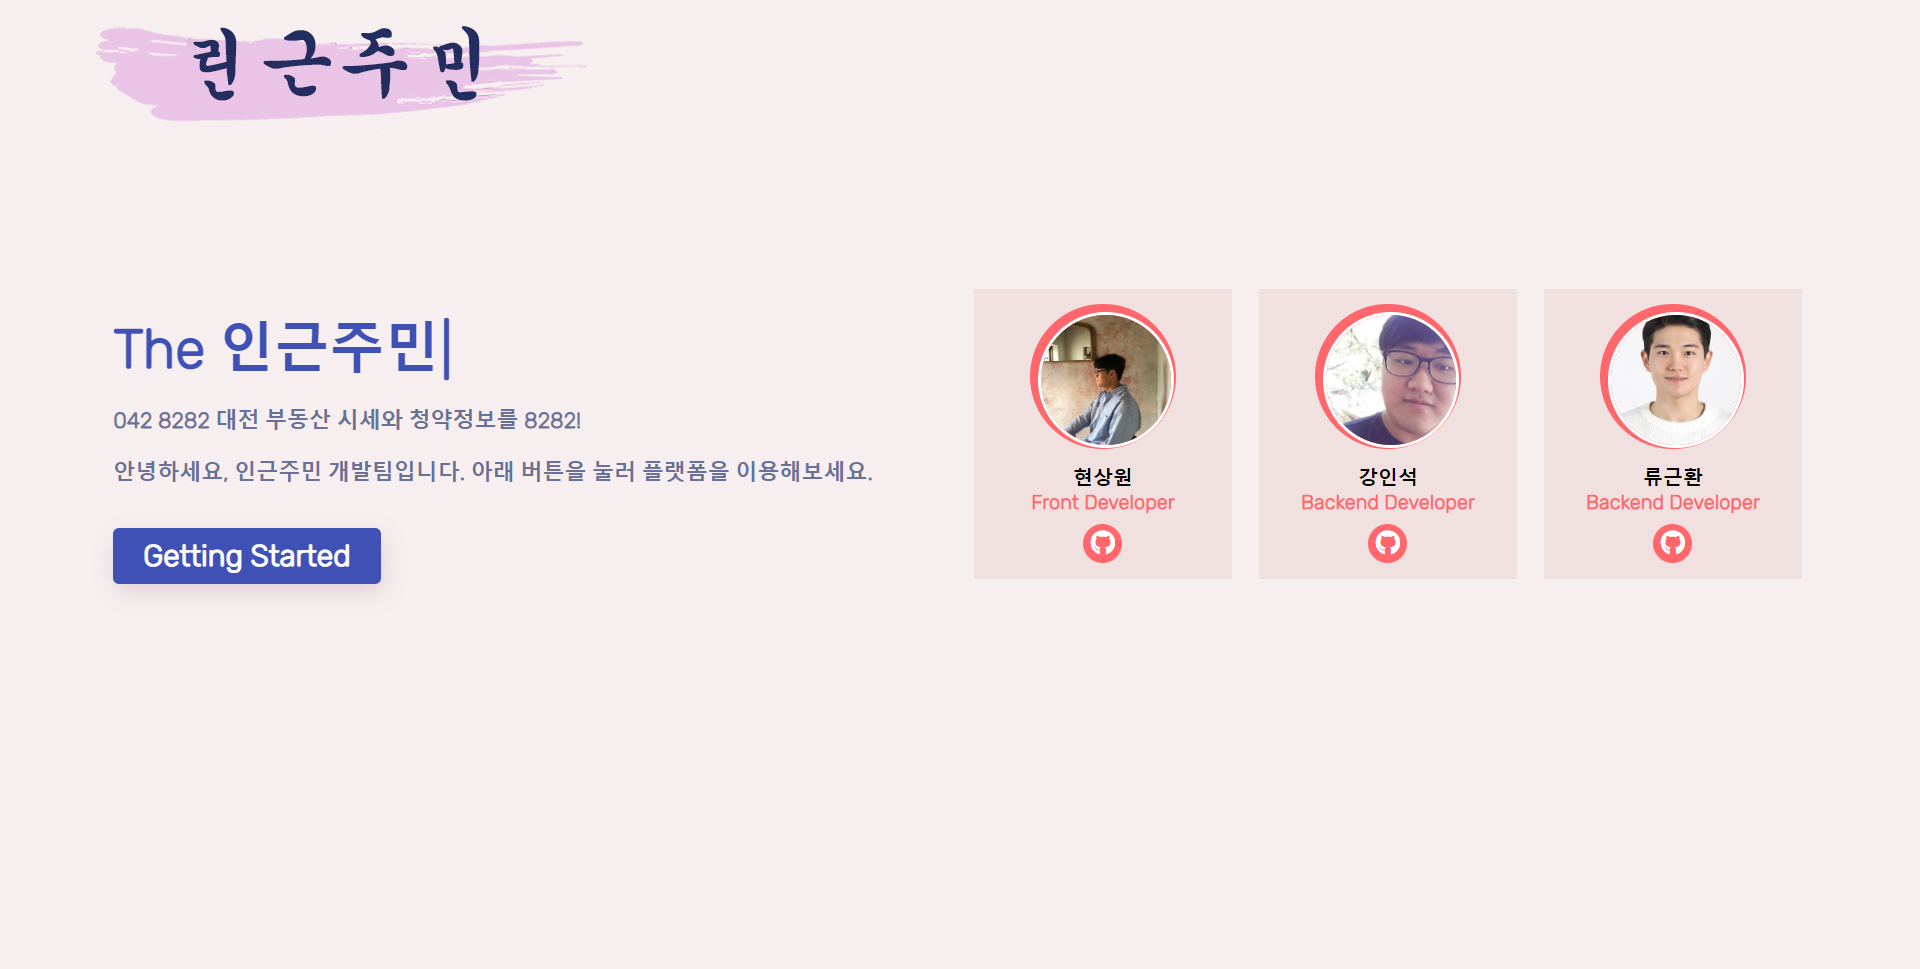 린근주민
The 인근주민
042 8282 대전 부동산 시세와 청약정보를 8282!
안녕하세요, 인근주민 개발팀입니다. 아래 버튼을 눌러 플랫폼을 이용해보세요.
Getting Started
현상원
Front Developer
강인석
Backend Developer
류근환
Backend Developer